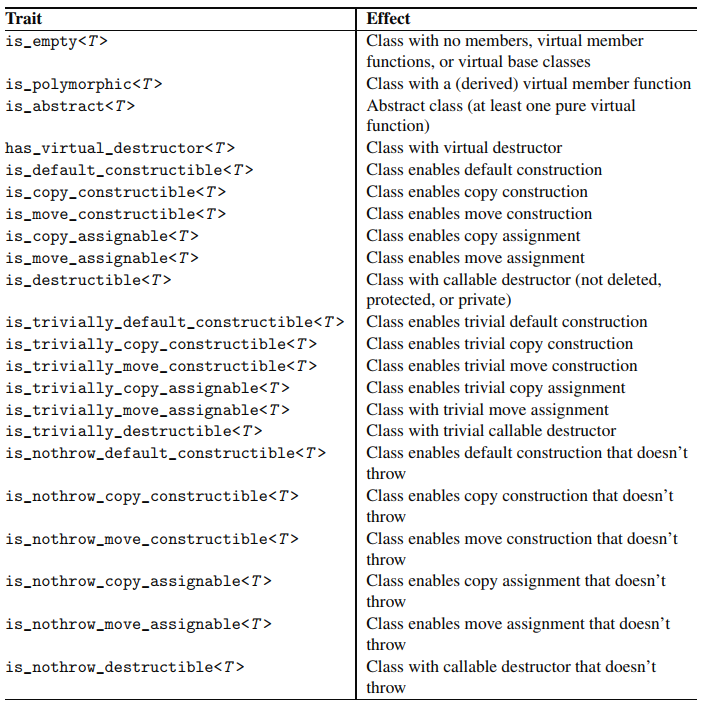 Trait Effect
is_empty<T> Class with no members, virtual member
functions, or virtual base classes
is_polymorphic<T> Class with a (derived) virtual member function
is_abstract<T> Abstract class (at least one pure virtual
function)
has_virtual_destructor<T> Class with virtual destructor
is_default_constructible<T> Class enables default construction
is_copy_constructible<T> Class enables copy construction
is_move_constructible<T> Class enables move construction
is_copy_assignable<T> Class enables copy assignment
is_move_assignable<T> Class enables move assignment
is_destructible<T> Class with callable destructor (not deleted,
protected, or private)
is_trivially_default_constructible<T> Class enables trivial default construction
is_trivially_copy_constructible<T> Class enables trivial copy construction
is_trivially_move_constructible<T> Class enables trivial move construction
is_trivially_copy_assignable<T> Class enables trivial copy assignment
is_trivially_move_assignable<T> Class with trivial move assignment
is_trivially_destructible<T> Class with trivial callable destructor
is_nothrow_default_constructible<T> Class enables default construction that doesn’t
throw
is_nothrow_copy_constructible<T> Class enables copy construction that doesn’t
throw
is_nothrow_move_constructible<T> Class enables move construction that doesn’t
throw
is_nothrow_copy_assignable<T> Class enables copy assignment that doesn’t
throw
is_nothrow_move_assignable<T> Class enables move assignment that doesn’t
throw
is_nothrow_destructible<T> Class with callable destructor that doesn’t
throw